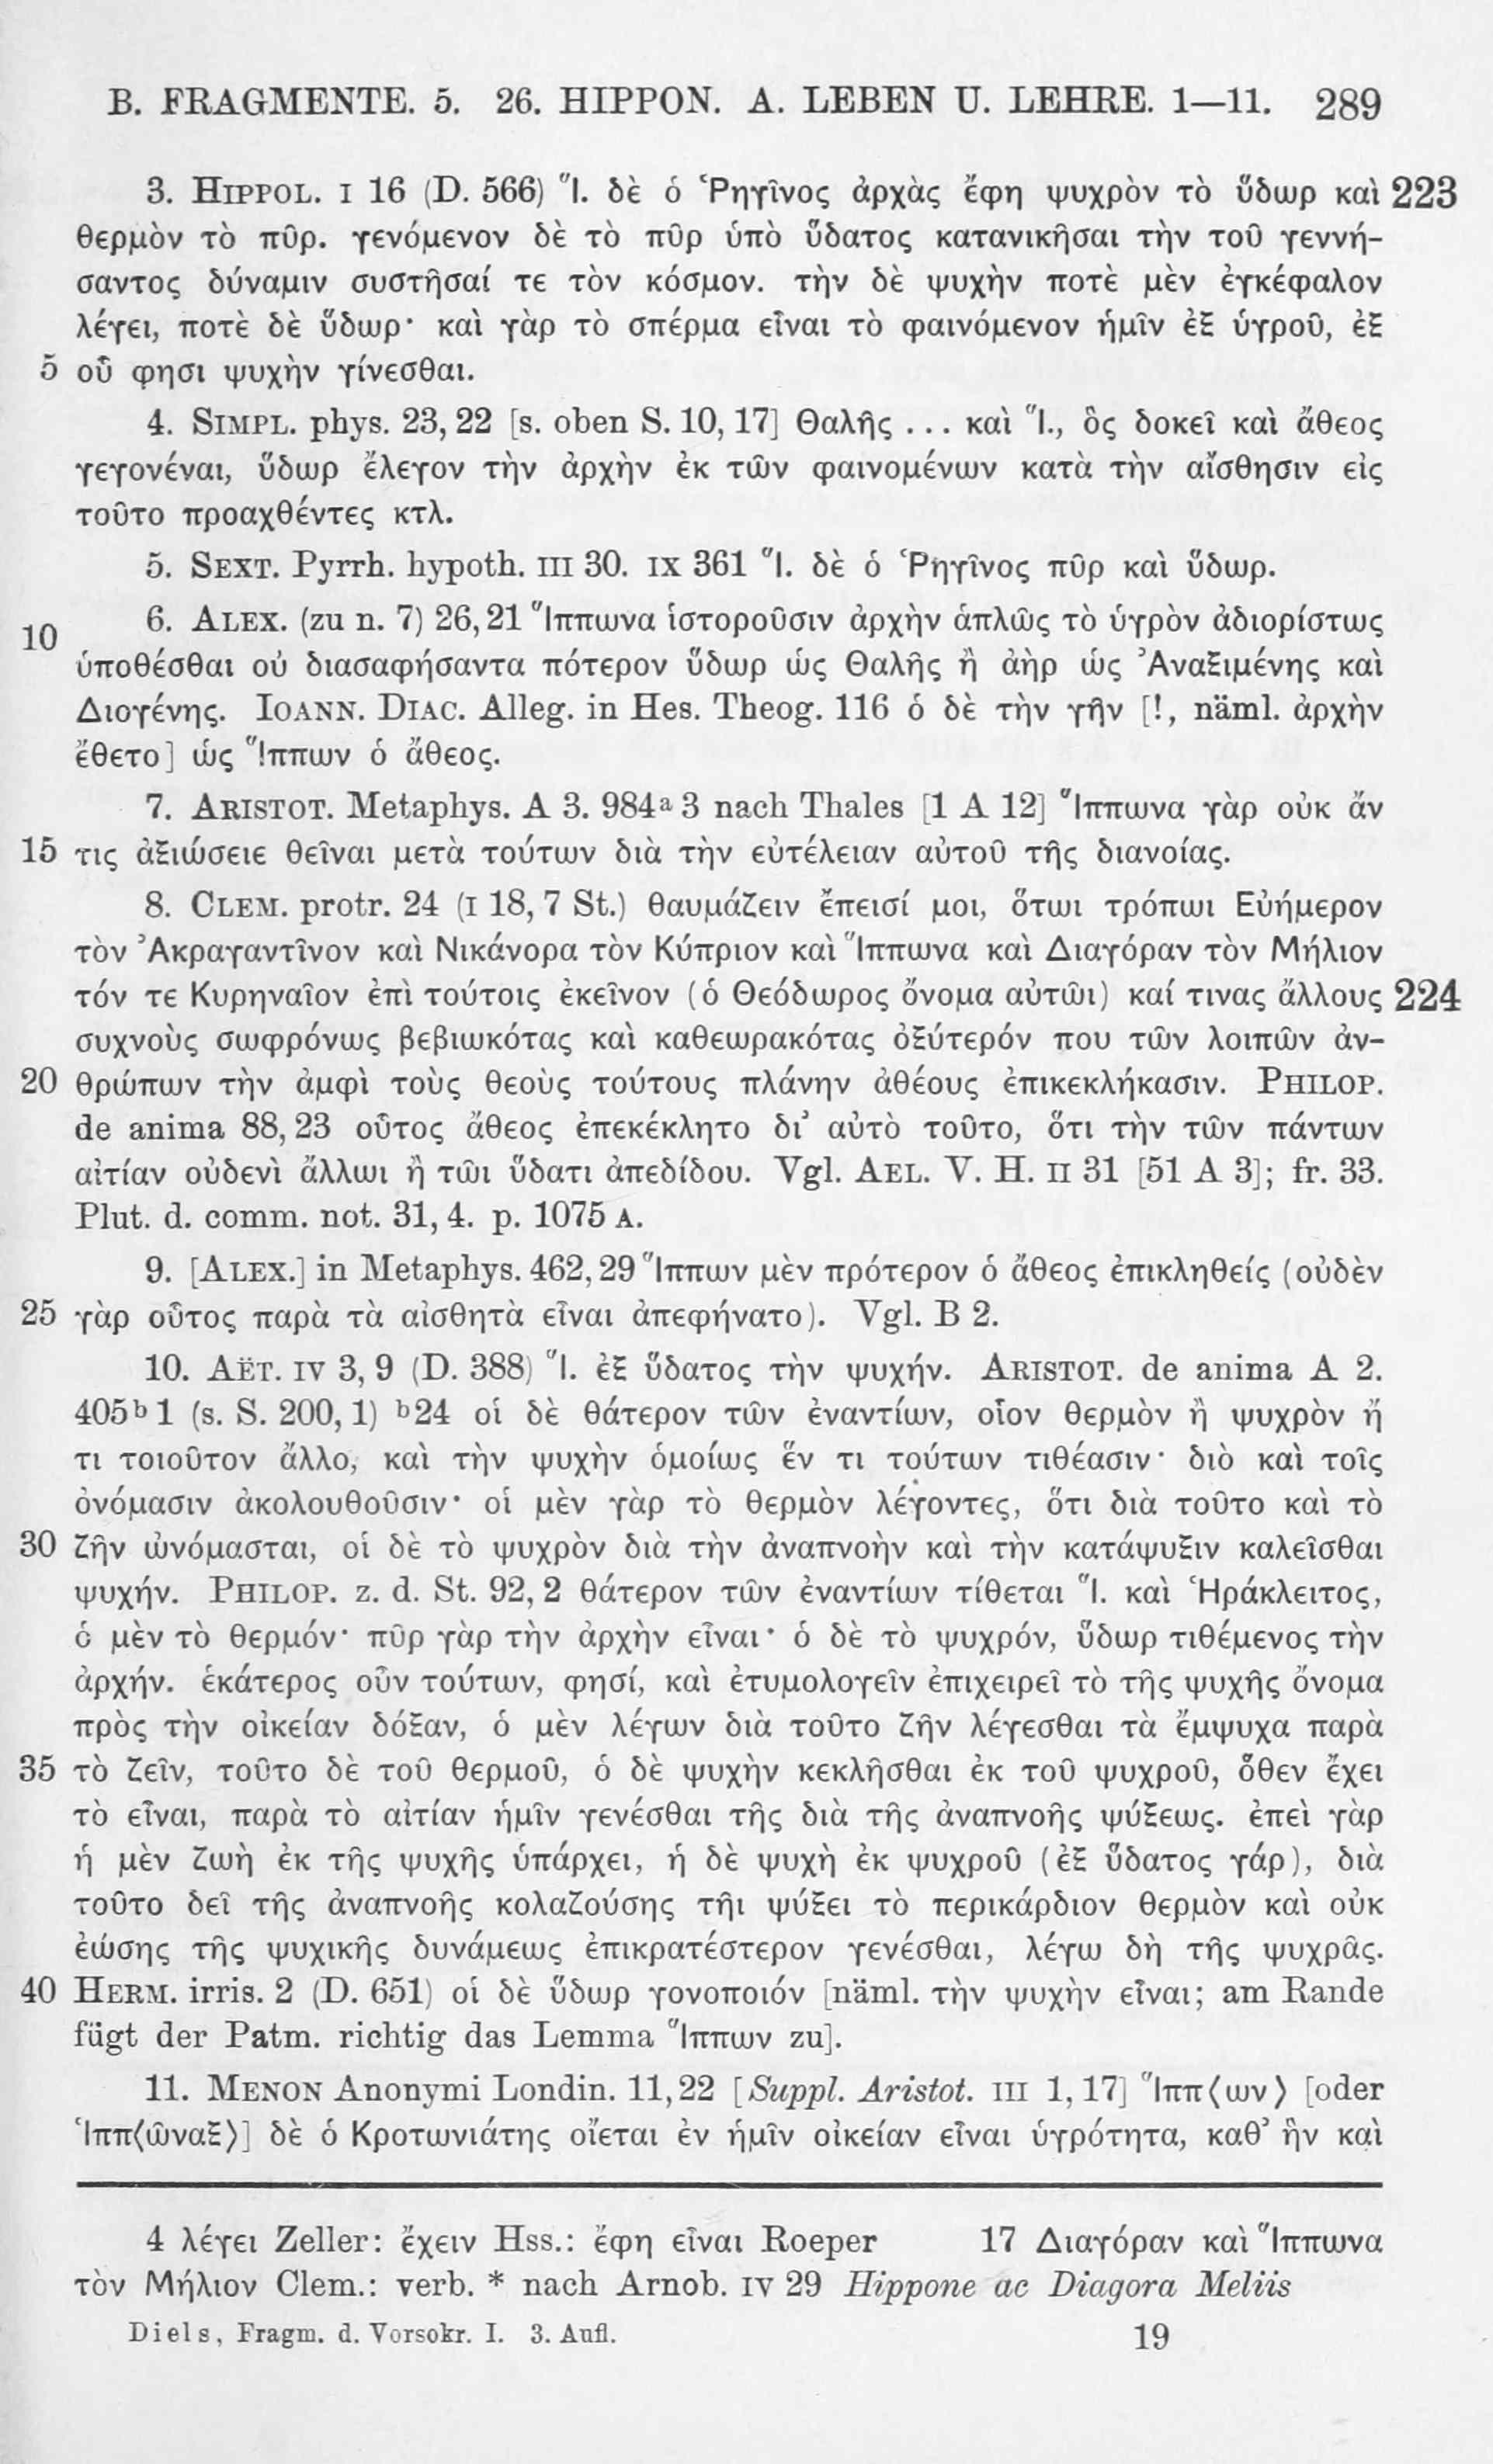 B. FRAGMENTE. 5. 26. HIPPON. A. LEBEN U. LEHRE. 1—11. 289
3. HIPPOL. I 16 (D. 566) Ἵ. δὲ ὁ Ῥηγῖνος ἀρχὰς ἔφη ψυχρὸν τὸ ὕδωρ καὶ 223
θερμὸν τὸ πῦρ. γενόμενον δὲ τὸ πῦρ ὑπὸ ὕδατος κατανικῆσαι τὴν τοῦ γεννή-
σαντος δύναμιν συστῆσαί τε τὸν κόσμον. τὴν δὲ ψυχὴν ποτὲ μὲν ἐγκέφαλον
λέγει, ποτὲ δὲ ὕδωρ· καὶ γὰρ τὸ σπέρμα εἶναι τὸ φαινόμενον ἡμῖν ἐξ ὑγροῦ, ἐξ
5 οὗ φησι ψυχὴν γίνεσθαι.
4. SIMPL. phys. 23, 22 [s. oben S. 10, 17] Θαλῆς ... καὶ Ἵ., ὃς δοκεῖ καὶ ἄθεος
γεγονέναι, ὕδωρ ἔλεγον τὴν ἀρχὴν ἐκ τῶν φαινομένων κατὰ τὴν αἴσθησιν εἰς
τοῦτο προαχθέντες κτλ.
5. SEXT. Pyrrh. hypoth. III 30. IX 361 Ἵ. δὲ ὁ Ῥηγῖνος πῦρ καὶ ὕδωρ.
10 6. ALEX. (zu n. 7) 26, 21 Ἵππωνα ἱστοροῦσιν ἀρχὴν ἁπλῶς τὸ ὑγρὸν ἀδιορίστως
ὑποθέσθαι οὐ διασαφήσαντα πότερον ὕδωρ ὡς Θαλῆς ἢ ἀὴρ ὡς Ἀναξιμένης καὶ
Διογένης. IOANN. DIAC. Alleg. in Hes. Theog. 116 ὁ δὲ τὴν γῆν [!, näml. ἀρχὴν
ἔθετο] ὡς Ἵππων ὁ ἄθεος.
7. ARISTOT. Metaphys. A 3. 984ᵃ 3 nach Thales [1 A 12] Ἵππωνα γὰρ οὐκ ἄν
15 τις ἀξιώσειε θεῖναι μετὰ τούτων διὰ τὴν εὐτέλειαν αὐτοῦ τῆς διανοίας.
8. CLEM. protr. 24 (I 18, 7 St.) θαυμάζειν ἔπεισί μοι, ὅτωι τρόπωι Εὐήμερον
τὸν Ἀκραγαντῖνον καὶ Νικάνορα τὸν Κύπριον καὶ Ἵππωνα καὶ Διαγόραν τὸν Μήλιον
τόν τε Κυρηναῖον ἐπὶ τούτοις ἐκεῖνον (ὁ Θεόδωρος ὄνομα αὐτῶι) καί τινας ἄλλους 224
συχνοὺς σωφρόνως βεβιωκότας καὶ καθεωρακότας ὀξύτερόν που τῶν λοιπῶν ἀν-
20 θρώπων τὴν ἀμφὶ τοὺς θεοὺς τούτους πλάνην ἀθέους ἐπικεκλήκασιν. PHILOP.
de anima 88, 23 οὗτος ἄθεος ἐπεκέκλητο δι' αὐτὸ τοῦτο, ὅτι τὴν τῶν πάντων
αἰτίαν οὐδενὶ ἄλλωι ἢ τῶι ὕδατι ἀπεδίδου. Vgl. AEL. V. H. II 31 [51 A 3]; fr. 33.
Plut. d. comm. not. 31, 4. p. 1075 A.
9. [ALEX.] in Metaphys. 462, 29 Ἵππων μὲν πρότερον ὁ ἄθεος ἐπικληθείς (οὐδὲν
25 γὰρ οὗτος παρὰ τὰ αἰσθητὰ εἶναι ἀπεφήνατο). Vgl. B 2.
10. AËT. IV 3, 9 (D. 388) Ἵ. ἐξ ὕδατος τὴν ψυχήν. ARISTOT. de anima A 2.
405ᵇ 1 (s. S. 200, 1) ᵇ24 οἱ δὲ θάτερον τῶν ἐναντίων, οἷον θερμὸν ἢ ψυχρὸν ἤ
τι τοιοῦτον ἄλλο, καὶ τὴν ψυχὴν ὁμοίως ἕν τι τούτων τιθέασιν· διὸ καὶ τοῖς
ὀνόμασιν ἀκολουθοῦσιν· οἱ μὲν γὰρ τὸ θερμὸν λέγοντες, ὅτι διὰ τοῦτο καὶ τὸ
30 ζῆν ὠνόμασται, οἱ δὲ τὸ ψυχρὸν διὰ τὴν ἀναπνοὴν καὶ τὴν κατάψυξιν καλεῖσθαι
ψυχήν. PHILOP. z. d. St. 92, 2 θάτερον τῶν ἐναντίων τίθεται Ἵ. καὶ Ἡράκλειτος,
ὁ μὲν τὸ θερμόν· πῦρ γὰρ τὴν ἀρχὴν εἶναι· ὁ δὲ τὸ ψυχρόν, ὕδωρ τιθέμενος τὴν
ἀρχήν. ἑκάτερος οὖν τούτων, φησί, καὶ ἐτυμολογεῖν ἐπιχειρεῖ τὸ τῆς ψυχῆς ὄνομα
πρὸς τὴν οἰκείαν δόξαν, ὁ μὲν λέγων διὰ τοῦτο ζῆν λέγεσθαι τὰ ἔμψυχα παρὰ
35 τὸ ζεῖν, τοῦτο δὲ τοῦ θερμοῦ, ὁ δὲ ψυχὴν κεκλῆσθαι ἐκ τοῦ ψυχροῦ, ὅθεν ἔχει
τὸ εἶναι, παρὰ τὸ αἰτίαν ἡμῖν γενέσθαι τῆς διὰ τῆς ἀναπνοῆς ψύξεως. ἐπεὶ γὰρ
ἡ μὲν ζωὴ ἐκ τῆς ψυχῆς ὑπάρχει, ἡ δὲ ψυχὴ ἐκ ψυχροῦ (ἐξ ὕδατος γάρ), διὰ
τοῦτο δεῖ τῆς ἀναπνοῆς κολαζούσης τῆι ψύξει τὸ περικάρδιον θερμὸν καὶ οὐκ
ἐώσης τῆς ψυχικῆς δυνάμεως ἐπικρατέστερον γενέσθαι, λέγω δὴ τῆς ψυχρᾶς.
40 HERM. irris. 2 (D. 651) οἱ δὲ ὕδωρ γονοποιόν [näml. τὴν ψυχὴν εἶναι; am Rande
fügt der Patm. richtig das Lemma Ἵππων zu].
11. MENON Anonymi Londin. 11, 22 [Suppl. Aristot. III 1, 17] Ἵππ⟨ων⟩ [oder
Ἱππ⟨ῶναξ⟩] δὲ ὁ Κροτωνιάτης οἴεται ἐν ἡμῖν οἰκείαν εἶναι ὑγρότητα, καθ' ἣν καὶ
4 λέγει Zeller: ἔχειν Hss.: ἔφη εἶναι Roeper 17 Διαγόραν καὶ Ἵππωνα
τὸν Μήλιον Clem.: verb. * nach Arnob. IV 29 Hippone ac Diagora Meliis
Diels, Fragm. d. Vorsokr. I. 3. Aufl. 19